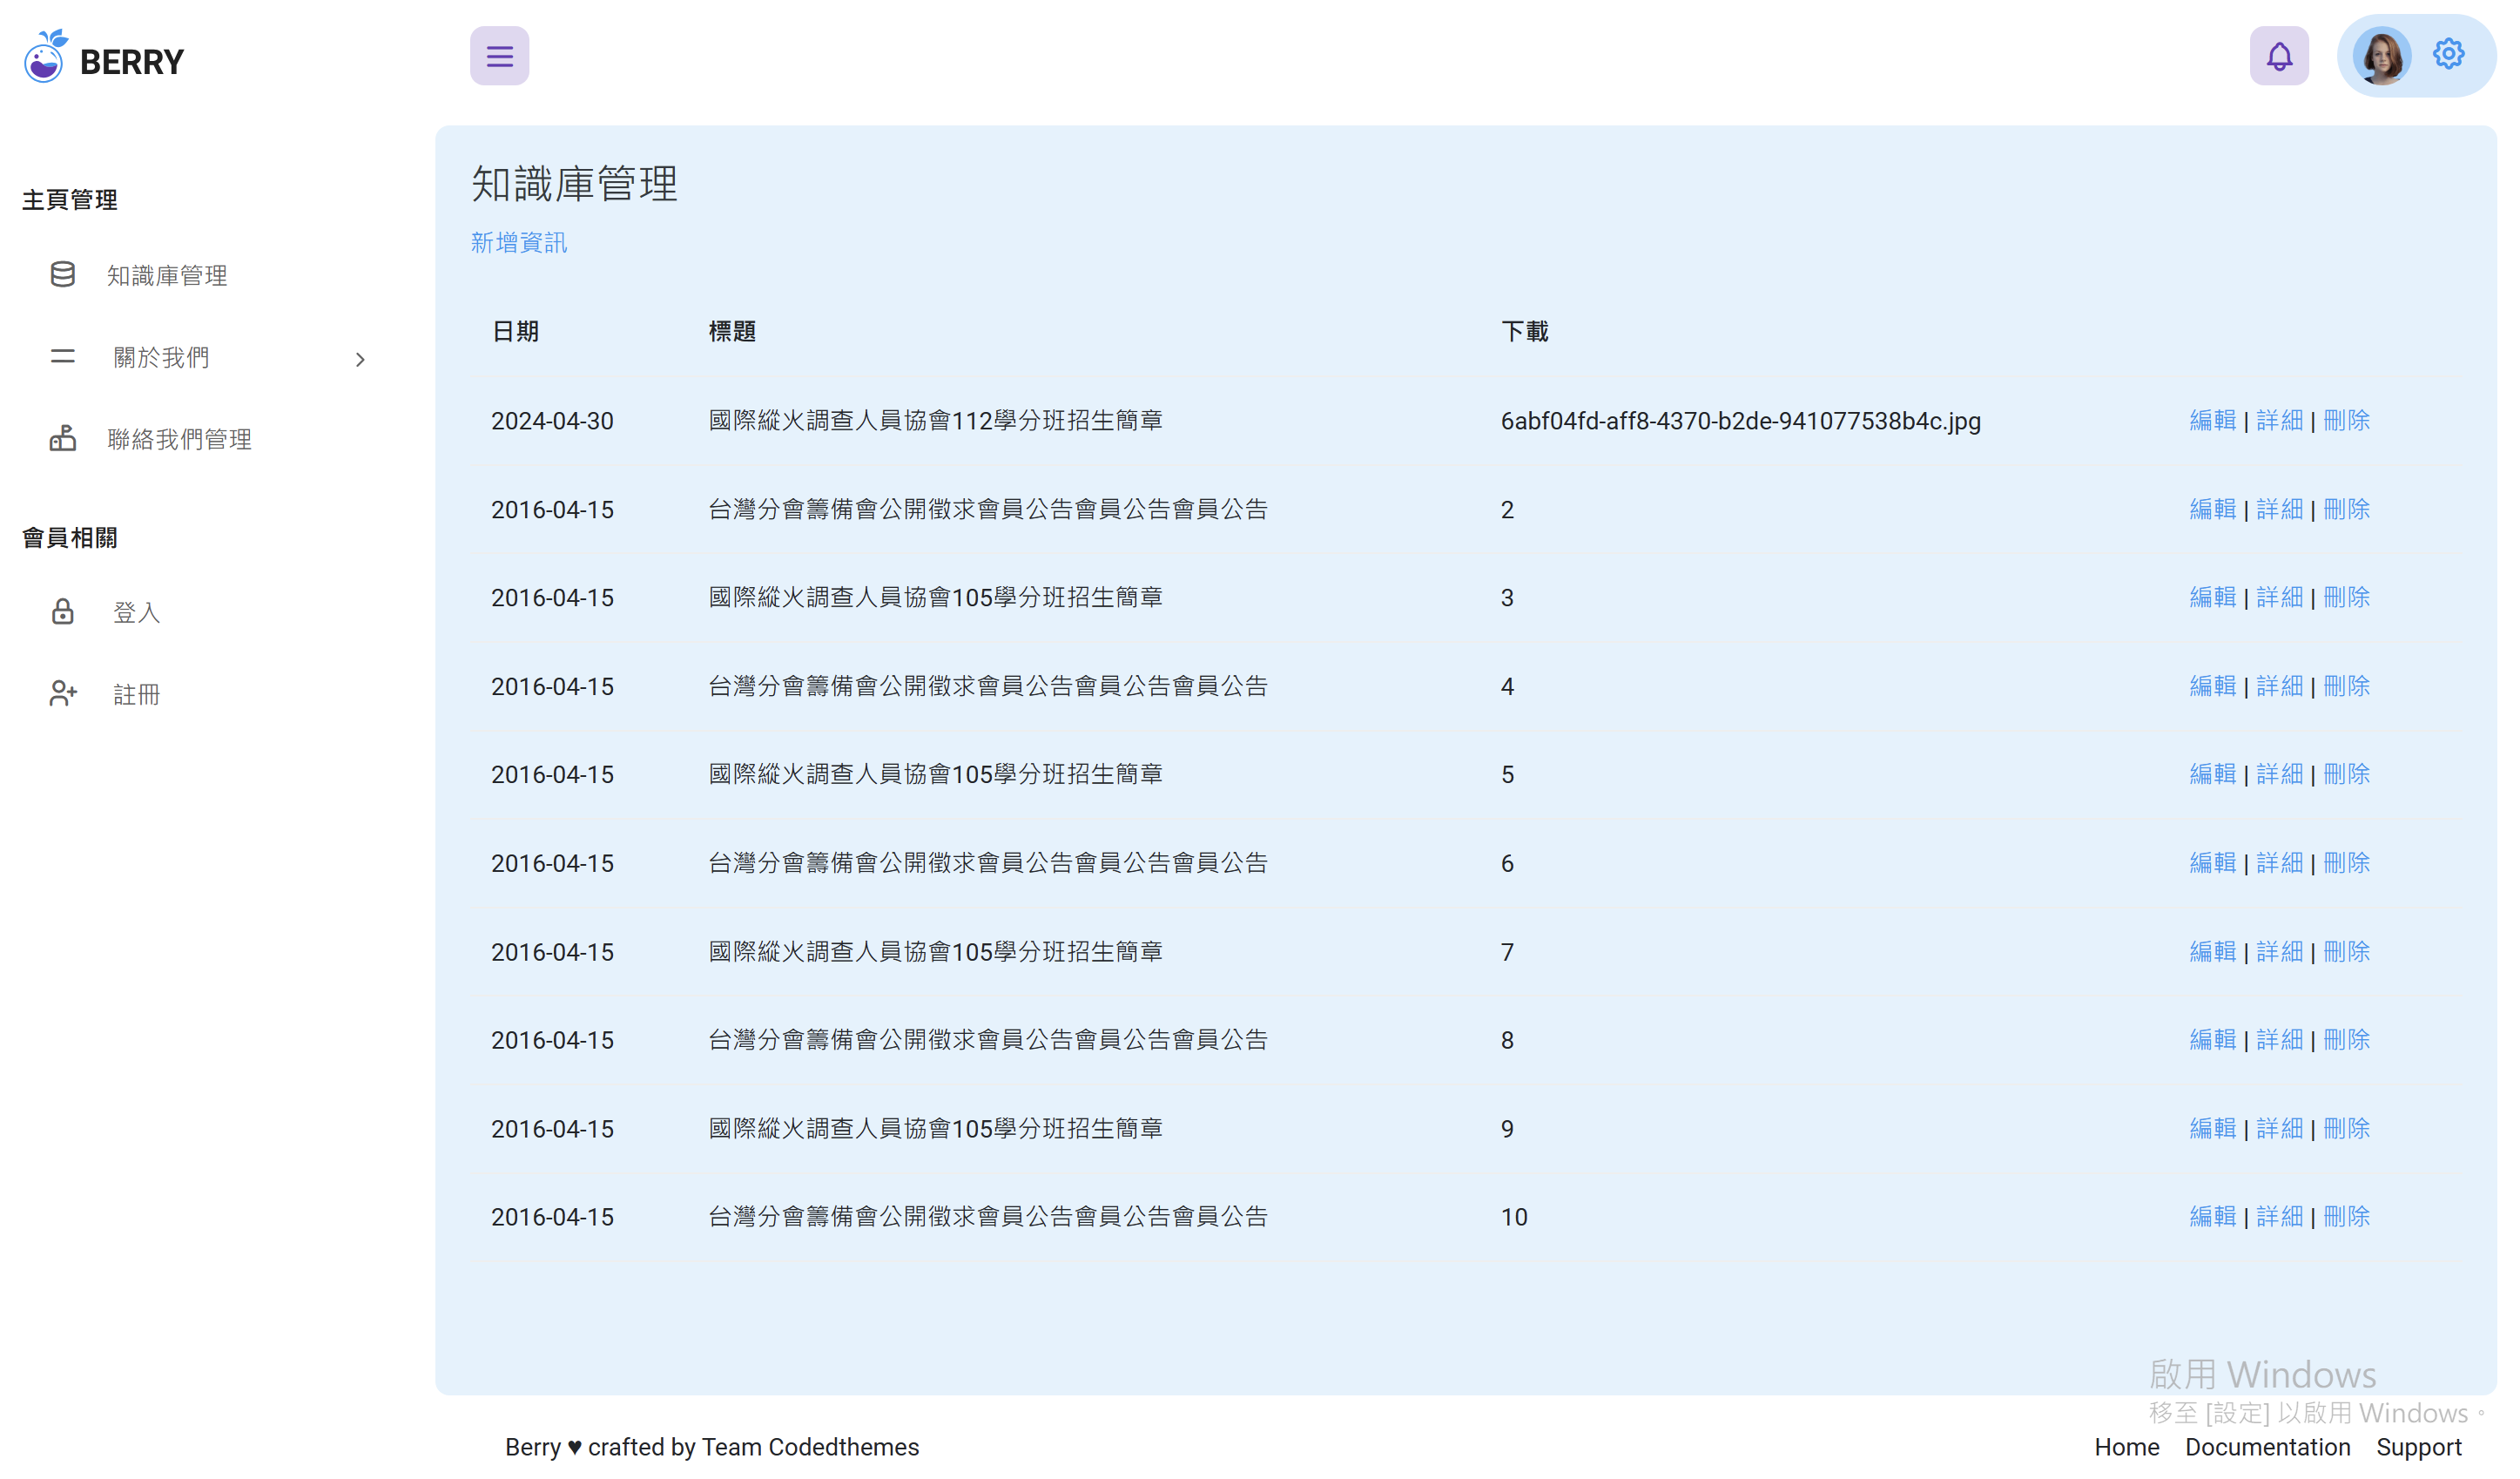 BERRY
主頁管理
知識庫管理
關於我們
聯絡我們管理
會員相關
登入
註冊
知識庫管理
新增資訊
日期 標題 下載
2024-04-30 國際縱火調查人員協會112學分班招生簡章 6abf04fd-aff8-4370-b2de-941077538b4c.jpg 編輯 | 詳細 | 刪除
2016-04-15 台灣分會籌備會公開徵求會員公告會員公告會員公告 2 編輯 | 詳細 | 刪除
2016-04-15 國際縱火調查人員協會105學分班招生簡章 3 編輯 | 詳細 | 刪除
2016-04-15 台灣分會籌備會公開徵求會員公告會員公告會員公告 4 編輯 | 詳細 | 刪除
2016-04-15 國際縱火調查人員協會105學分班招生簡章 5 編輯 | 詳細 | 刪除
2016-04-15 台灣分會籌備會公開徵求會員公告會員公告會員公告 6 編輯 | 詳細 | 刪除
2016-04-15 國際縱火調查人員協會105學分班招生簡章 7 編輯 | 詳細 | 刪除
2016-04-15 台灣分會籌備會公開徵求會員公告會員公告會員公告 8 編輯 | 詳細 | 刪除
2016-04-15 國際縱火調查人員協會105學分班招生簡章 9 編輯 | 詳細 | 刪除
2016-04-15 台灣分會籌備會公開徵求會員公告會員公告會員公告 10 編輯 | 詳細 | 刪除
啟用 Windows
移至 [設定] 以啟用 Windows。
Berry ♥ crafted by Team Codedthemes
Home Documentation Support